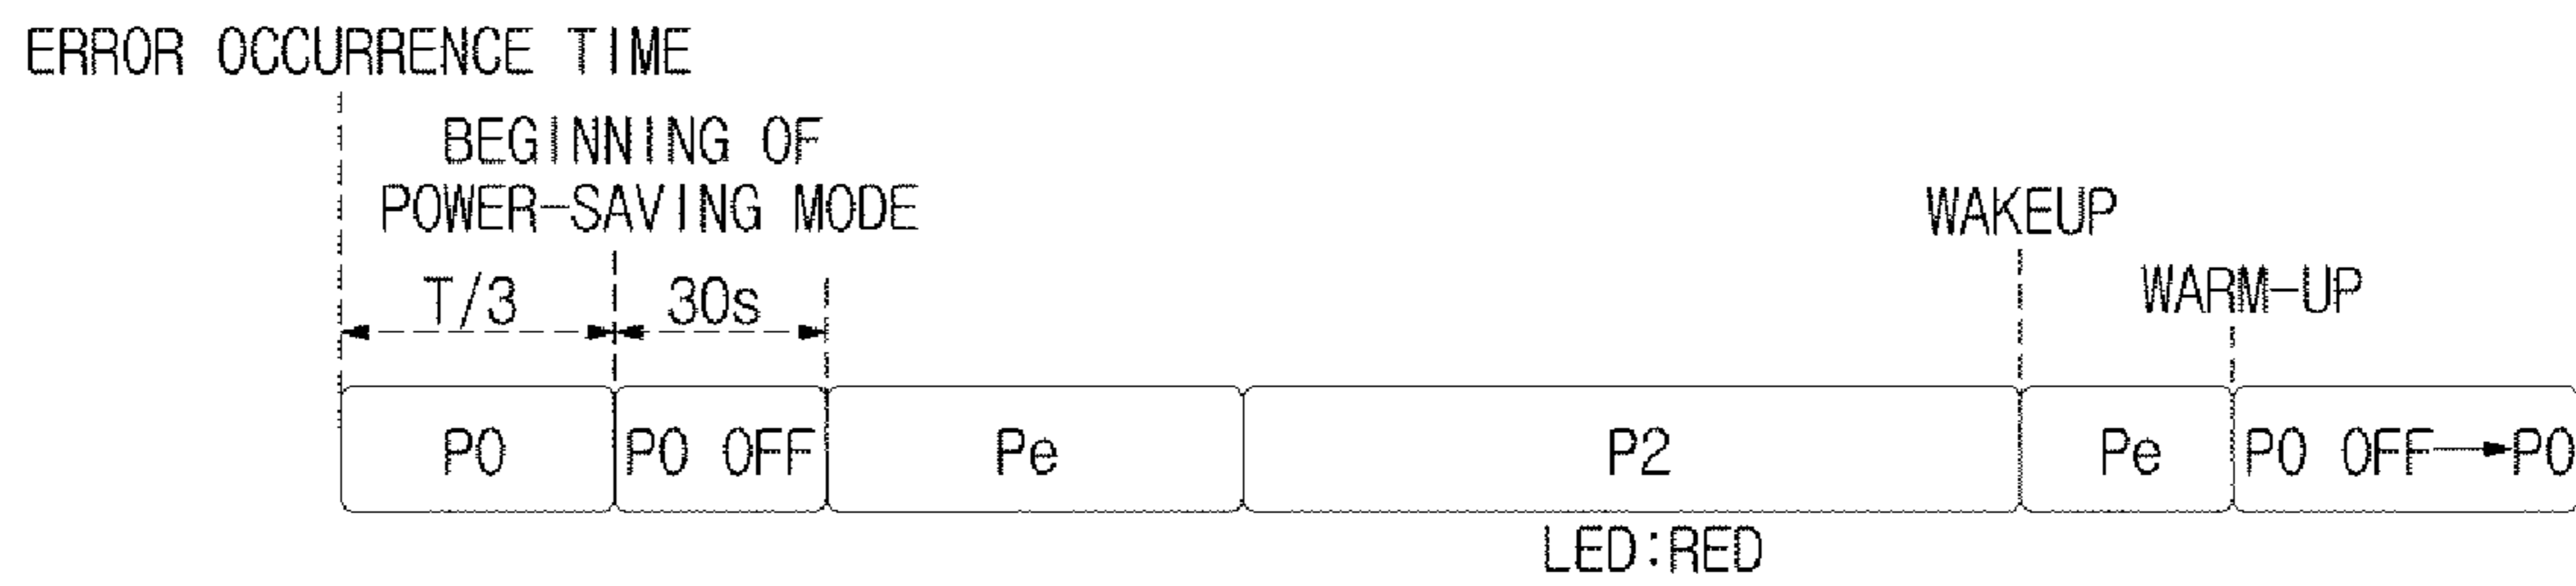 ERROR OCCURRENCE TIME
BEGINNING OF
POWER-SAVING MODE
WAKEUP
T/3 30s WARM-UP
P0 P0 OFF Pe P2 Pe P0 OFF→P0
LED:RED